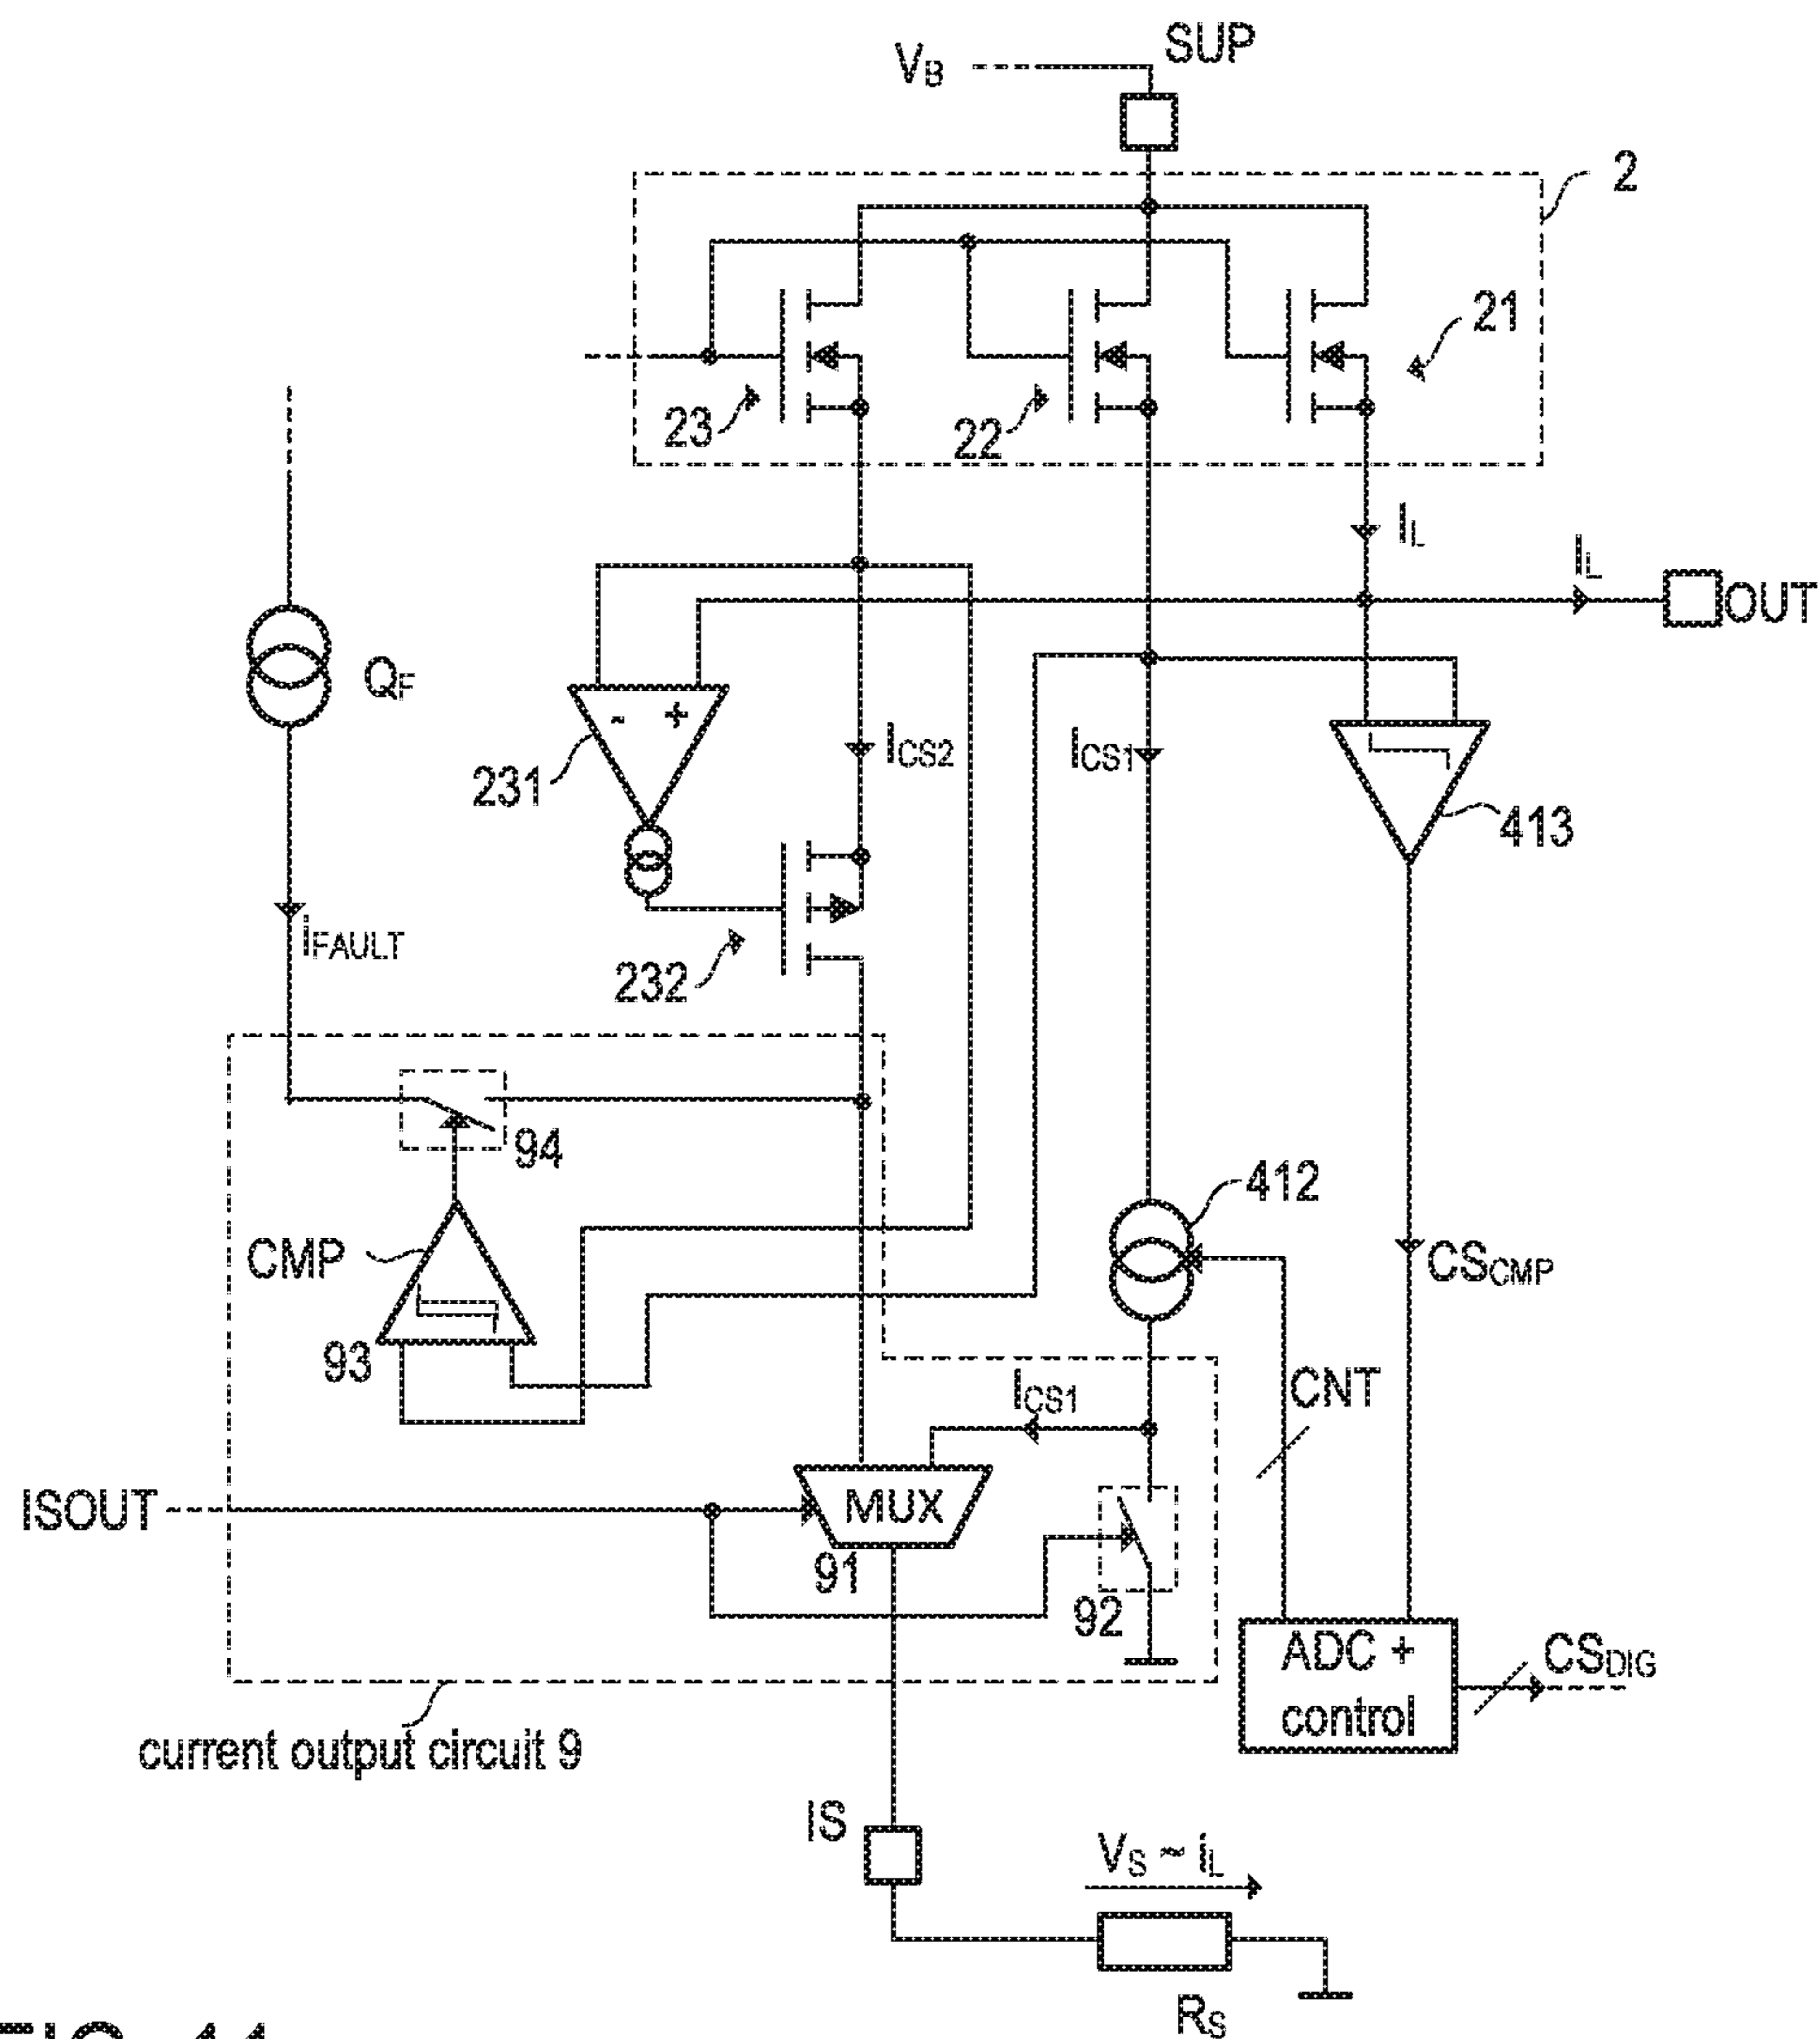 SUP
VB
2
21
23
22
IL
IL
OUT
QF
- +
ICS2
ICS1
231
413
iFAULT
232
94
412
CMP
CSCMP
93
ICS1
CNT
ISOUT
MUX
91
92
ADC +
control
CSDIG
current output circuit 9
IS
VS ~ iL
RS